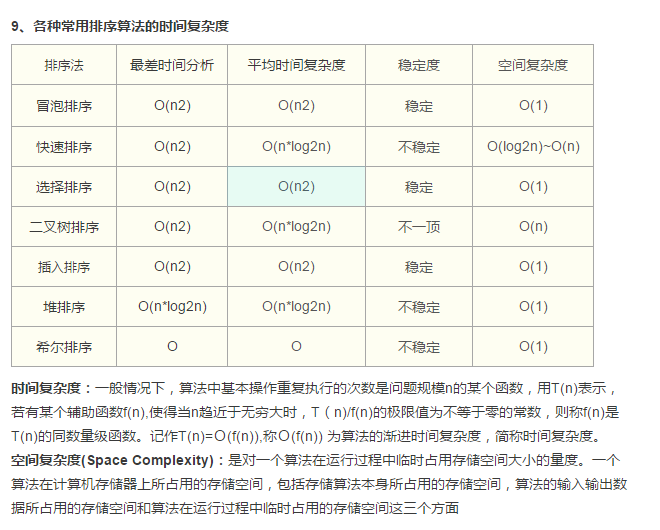 9、各种常用排序算法的时间复杂度
排序法 最差时间分析 平均时间复杂度 稳定度 空间复杂度
冒泡排序 O(n2) O(n2) 稳定 O(1)
快速排序 O(n2) O(n*log2n) 不稳定 O(log2n)~O(n)
选择排序 O(n2) O(n2) 稳定 O(1)
二叉树排序 O(n2) O(n*log2n) 不一顶 O(n)
插入排序 O(n2) O(n2) 稳定 O(1)
堆排序 O(n*log2n) O(n*log2n) 不稳定 O(1)
希尔排序 O O 不稳定 O(1)
时间复杂度：一般情况下，算法中基本操作重复执行的次数是问题规模n的某个函数，用T(n)表示，
若有某个辅助函数f(n),使得当n趋近于无穷大时，T（n)/f(n)的极限值为不等于零的常数，则称f(n)是
T(n)的同数量级函数。记作T(n)=Ｏ(f(n)),称Ｏ(f(n)) 为算法的渐进时间复杂度，简称时间复杂度。
空间复杂度(Space Complexity)：是对一个算法在运行过程中临时占用存储空间大小的量度。一个
算法在计算机存储器上所占用的存储空间，包括存储算法本身所占用的存储空间，算法的输入输出数
据所占用的存储空间和算法在运行过程中临时占用的存储空间这三个方面